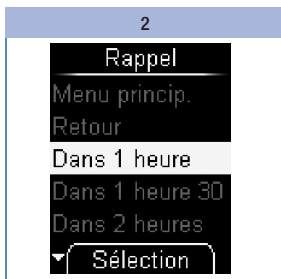 2
Rappel
Menu princip.
Retour
Dans 1 heure
Dans 1 heure 30
Dans 2 heures
Sélection